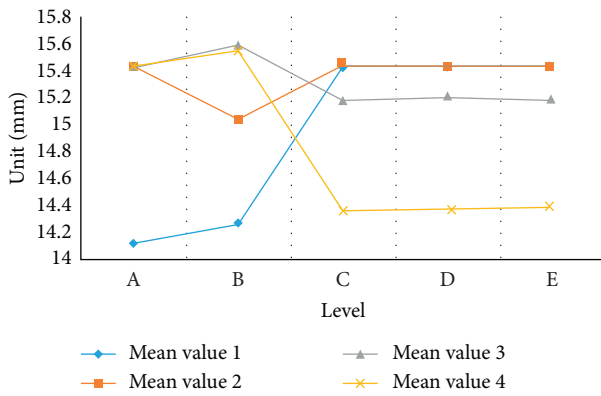 15.8
15.6
15.4
15.2
15
14.8
14.6
14.4
14.2
14
Unit (mm)
A B C D E
Level
Mean value 1 Mean value 3
Mean value 2 Mean value 4